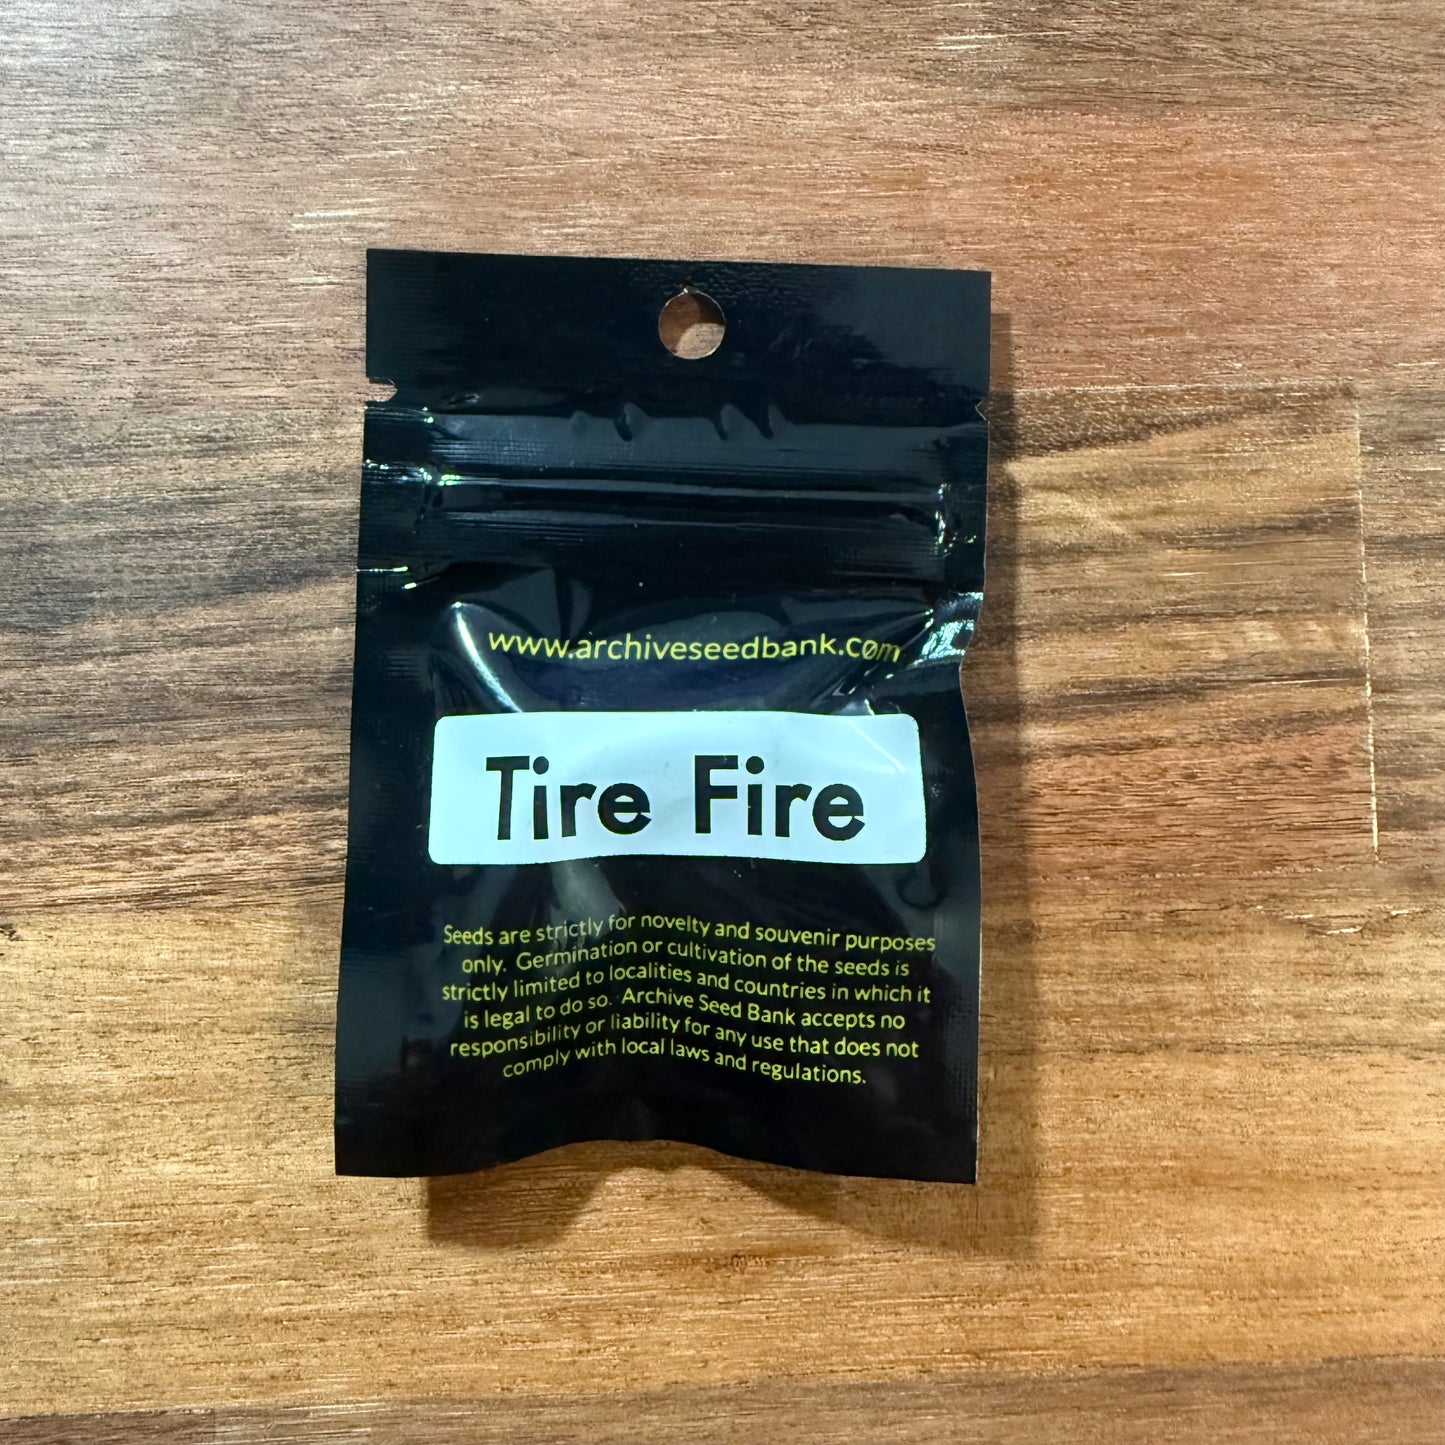 www.archiveseedbank.com
Tire Fire
Seeds are strictly for novelty and souvenir purposes
only. Germination or cultivation of the seeds is
strictly limited to localities and countries in which it
is legal to do so. Archive Seed Bank accepts no
responsibility or liability for any use that does not
comply with local laws and regulations.